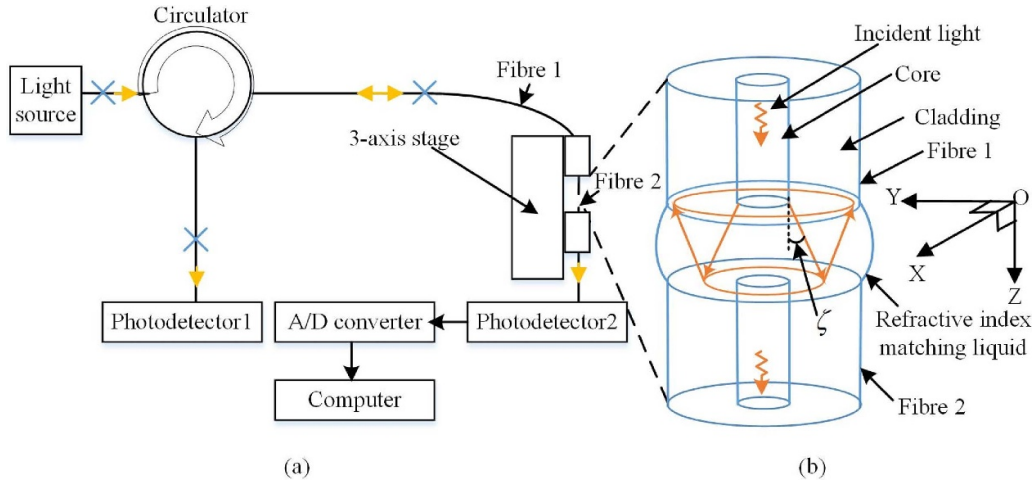 Circulator
Light
source
Fibre 1
3-axis stage
Fibre 2
Photodetector1
A/D converter
Photodetector2
Computer
(a)
Incident light
Core
Cladding
Fibre 1
Y
O
X
Z
ζ
Refractive index
matching liquid
Fibre 2
(b)